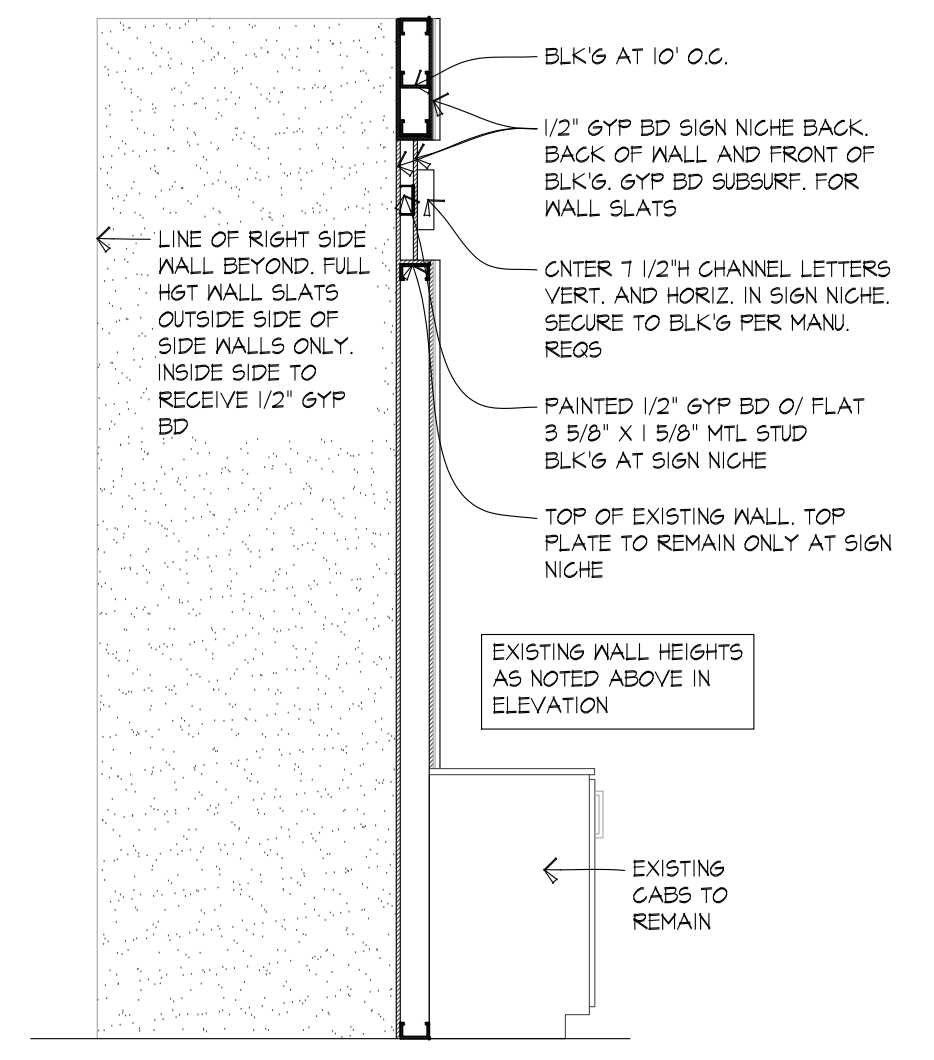 BLK'G AT 10' O.C.
1/2" GYP BD SIGN NICHE BACK.
BACK OF WALL AND FRONT OF
BLK'G. GYP BD SUBSURF. FOR
WALL SLATS
LINE OF RIGHT SIDE
WALL BEYOND. FULL
HGT WALL SLATS
OUTSIDE SIDE OF
SIDE WALLS ONLY.
INSIDE SIDE TO
RECEIVE 1/2" GYP
BD
CNTER 7 1/2"H CHANNEL LETTERS
VERT. AND HORIZ. IN SIGN NICHE.
SECURE TO BLK'G PER MANU.
REQS
PAINTED 1/2" GYP BD O/ FLAT
3 5/8" X 1 5/8" MTL STUD
BLK'G AT SIGN NICHE
TOP OF EXISTING WALL. TOP
PLATE TO REMAIN ONLY AT SIGN
NICHE
EXISTING WALL HEIGHTS
AS NOTED ABOVE IN
ELEVATION
EXISTING
CABS TO
REMAIN